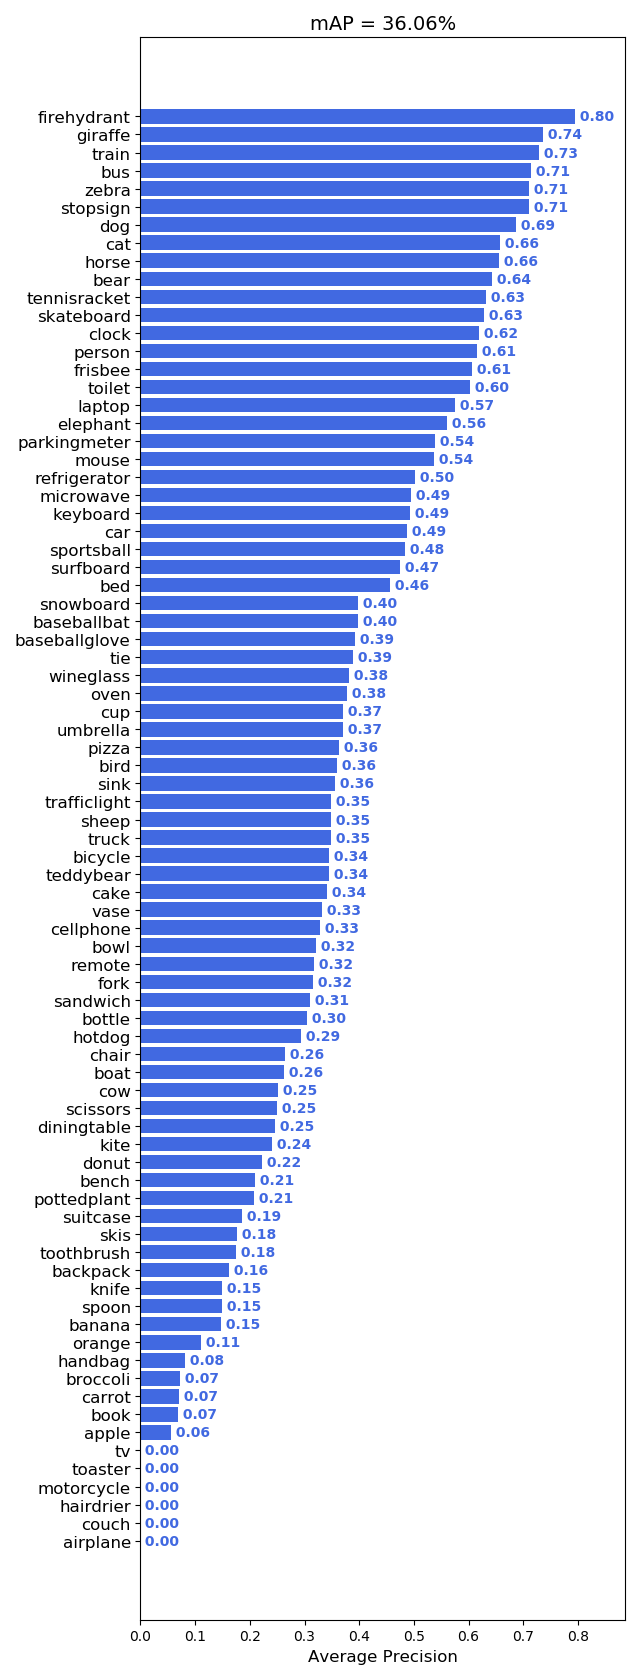 mAP = 36.06%
firehydrant 0.80
giraffe 0.74
train 0.73
bus 0.71
zebra 0.71
stopsign 0.71
dog 0.69
cat 0.66
horse 0.66
bear 0.64
tennisracket 0.63
skateboard 0.63
clock 0.62
person 0.61
frisbee 0.61
toilet 0.60
laptop 0.57
elephant 0.56
parkingmeter 0.54
mouse 0.54
refrigerator 0.50
microwave 0.49
keyboard 0.49
car 0.49
sportsball 0.48
surfboard 0.47
bed 0.46
snowboard 0.40
baseballbat 0.40
baseballglove 0.39
tie 0.39
wineglass 0.38
oven 0.38
cup 0.37
umbrella 0.37
pizza 0.36
bird 0.36
sink 0.36
trafficlight 0.35
sheep 0.35
truck 0.35
bicycle 0.34
teddybear 0.34
cake 0.34
vase 0.33
cellphone 0.33
bowl 0.32
remote 0.32
fork 0.32
sandwich 0.31
bottle 0.30
hotdog 0.29
chair 0.26
boat 0.26
cow 0.25
scissors 0.25
diningtable 0.25
kite 0.24
donut 0.22
bench 0.21
pottedplant 0.21
suitcase 0.19
skis 0.18
toothbrush 0.18
backpack 0.16
knife 0.15
spoon 0.15
banana 0.15
orange 0.11
handbag 0.08
broccoli 0.07
carrot 0.07
book 0.07
apple 0.06
tv 0.00
toaster 0.00
motorcycle 0.00
hairdrier 0.00
couch 0.00
airplane 0.00
0.0 0.1 0.2 0.3 0.4 0.5 0.6 0.7 0.8
Average Precision